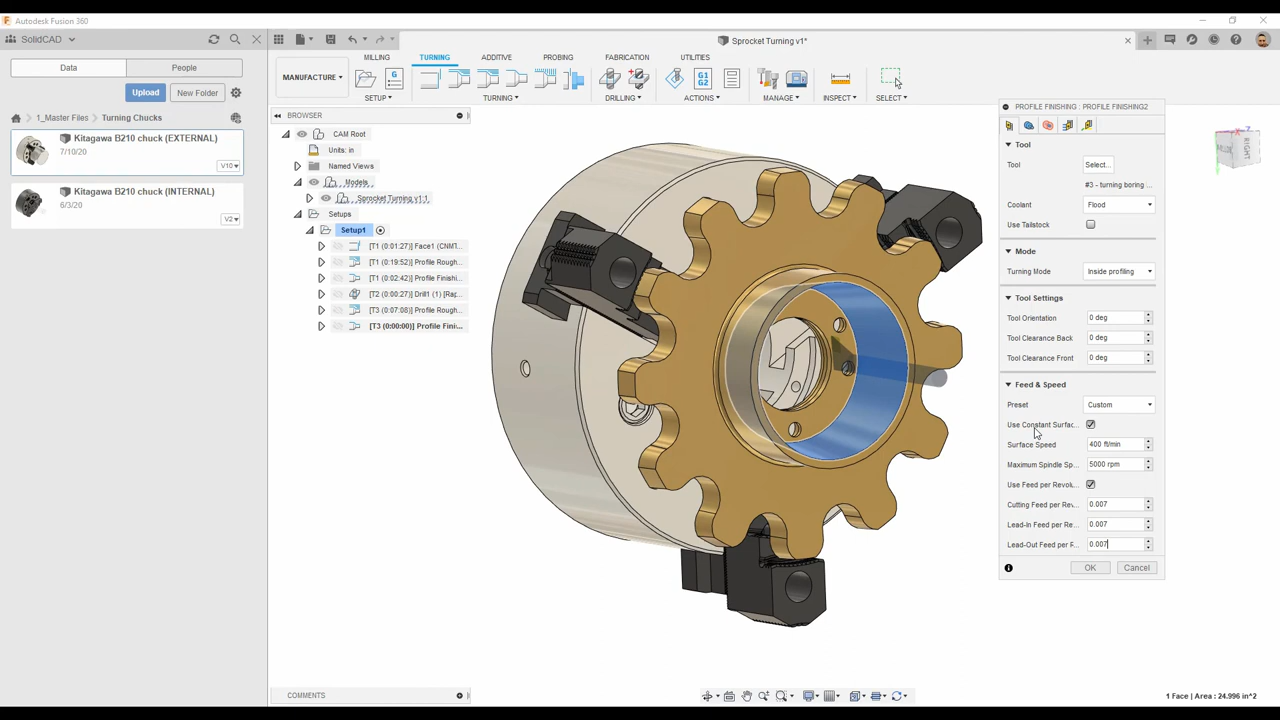 Autodesk Fusion 360
SolidCAD
Sprocket Turning v1*
Data
People
Upload
New Folder
1_Master Files > Turning Chucks
Kitagawa B210 chuck (EXTERNAL)
7/10/20
V10
Kitagawa B210 chuck (INTERNAL)
6/3/20
V2
MANUFACTURE
MILLING
TURNING
ADDITIVE
PROBING
FABRICATION
UTILITIES
G
G1
G2
SETUP
TURNING
DRILLING
ACTIONS
MANAGE
INSPECT
SELECT
BROWSER
CAM Root
Units: in
Named Views
Models
Sprocket Turning v1:1
Setups
Setup1
[T1 (0:01:27)] Face1 (CNMT...
[T1 (0:19:52)] Profile Rough...
[T1 (0:02:42)] Profile Finishi...
[T2 (0:00:27)] Drill1 (1) [Rap...
[T3 (0:07:08)] Profile Rough...
[T3 (0:00:00)] Profile Fini...
RIGHT
PROFILE FINISHING : PROFILE FINISHING2
Tool
Tool Select...
#3 - turning boring ...
Coolant Flood
Use Tailstock
Mode
Turning Mode Inside profiling
Tool Settings
Tool Orientation 0 deg
Tool Clearance Back 0 deg
Tool Clearance Front 0 deg
Feed & Speed
Preset Custom
Use Constant Surfac...
Surface Speed 400 ft/min
Maximum Spindle Sp... 5000 rpm
Use Feed per Revolu...
Cutting Feed per Rev... 0.007
Lead-In Feed per Re... 0.007
Lead-Out Feed per R... 0.007
OK
Cancel
COMMENTS
1 Face | Area : 24.996 in^2